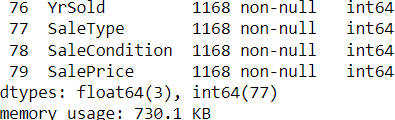 76 YrSold 1168 non-null int64
77 SaleType 1168 non-null int64
78 SaleCondition 1168 non-null int64
79 SalePrice 1168 non-null int64
dtypes: float64(3), int64(77)
memory usage: 730.1 KB